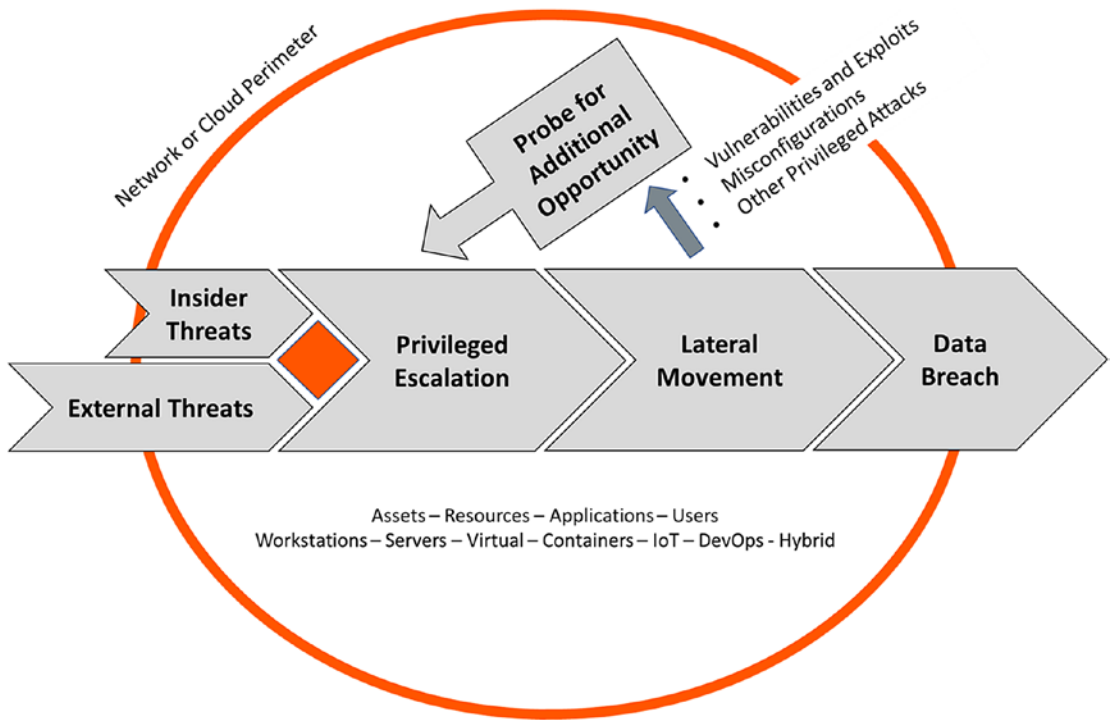 Network or Cloud Perimeter
Probe for
Additional
Opportunity
• Vulnerabilities and Exploits
• Misconfigurations
• Other Privileged Attacks
Insider
Threats
External Threats
Privileged
Escalation
Lateral
Movement
Data
Breach
Assets – Resources – Applications – Users
Workstations – Servers – Virtual – Containers – IoT – DevOps - Hybrid